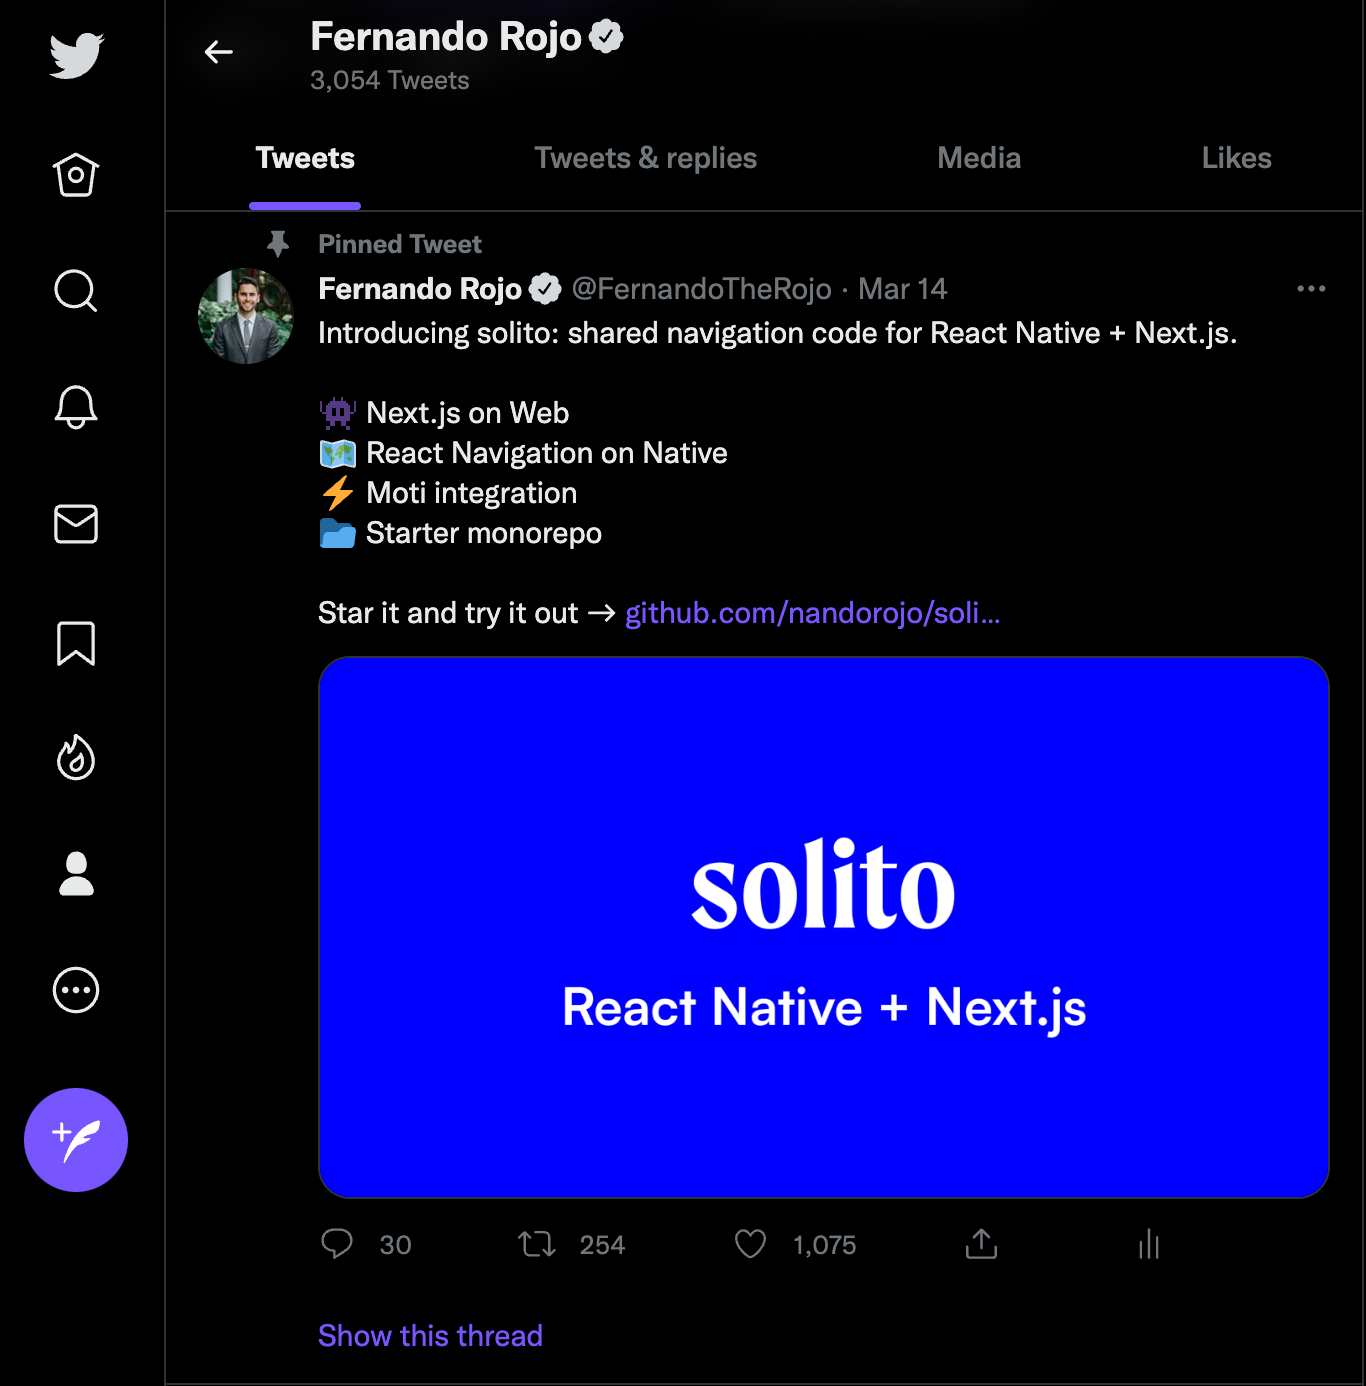 Fernando Rojo
3,054 Tweets
Tweets
Tweets & replies
Media
Likes
Pinned Tweet
Fernando Rojo @FernandoTheRojo · Mar 14
Introducing solito: shared navigation code for React Native + Next.js.
👾 Next.js on Web
🗺️ React Navigation on Native
⚡ Moti integration
📂 Starter monorepo
Star it and try it out → github.com/nandorojo/soli…
solito
React Native + Next.js
30
254
1,075
Show this thread